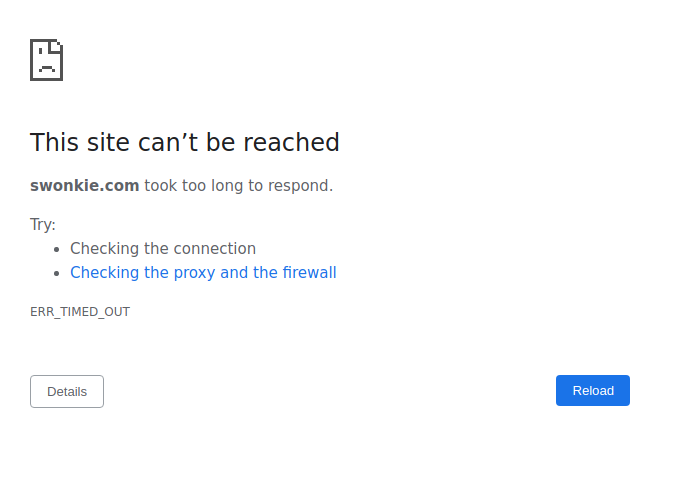 This site can’t be reached
swonkie.com took too long to respond.
Try:
Checking the connection
Checking the proxy and the firewall
ERR_TIMED_OUT
Details
Reload